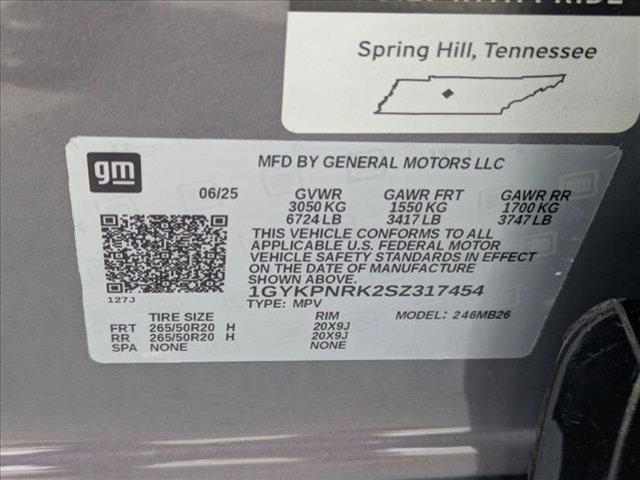 Spring Hill, Tennessee
gm
MFD BY GENERAL MOTORS LLC
06/25 GVWR GAWR FRT GAWR RR
3050 KG 1550 KG 1700 KG
6724 LB 3417 LB 3747 LB
THIS VEHICLE CONFORMS TO ALL
APPLICABLE U.S. FEDERAL MOTOR
VEHICLE SAFETY STANDARDS IN EFFECT
ON THE DATE OF MANUFACTURE
SHOWN ABOVE.
1GYKPNRK2SZ317454
127J
TYPE: MPV MODEL: 246MB26
TIRE SIZE RIM
FRT 265/50R20 H 20X9J
RR 265/50R20 H 20X9J
SPA NONE NONE